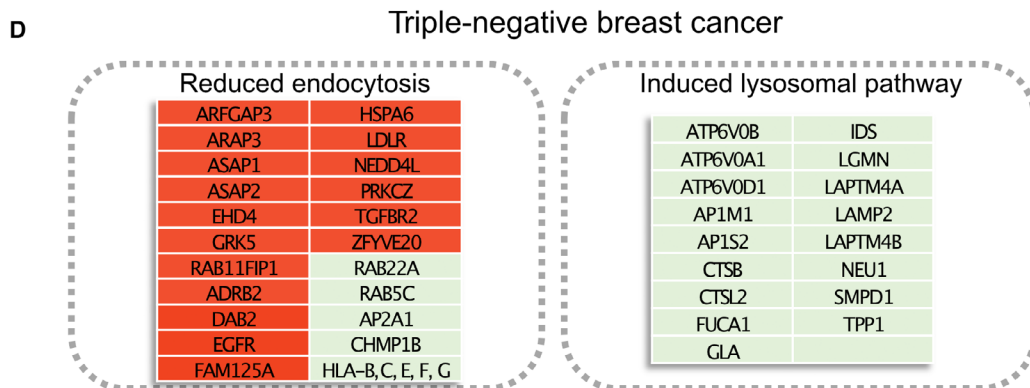 D
Triple-negative breast cancer
Reduced endocytosis
ARFGAP3 HSPA6
ARAP3 LDLR
ASAP1 NEDD4L
ASAP2 PRKCZ
EHD4 TGFBR2
GRK5 ZFYVE20
RAB11FIP1 RAB22A
ADRB2 RAB5C
DAB2 AP2A1
EGFR CHMP1B
FAM125A HLA-B, C, E, F, G
Induced lysosomal pathway
ATP6V0B IDS
ATP6V0A1 LGMN
ATP6V0D1 LAPTM4A
AP1M1 LAMP2
AP1S2 LAPTM4B
CTSB NEU1
CTSL2 SMPD1
FUCA1 TPP1
GLA